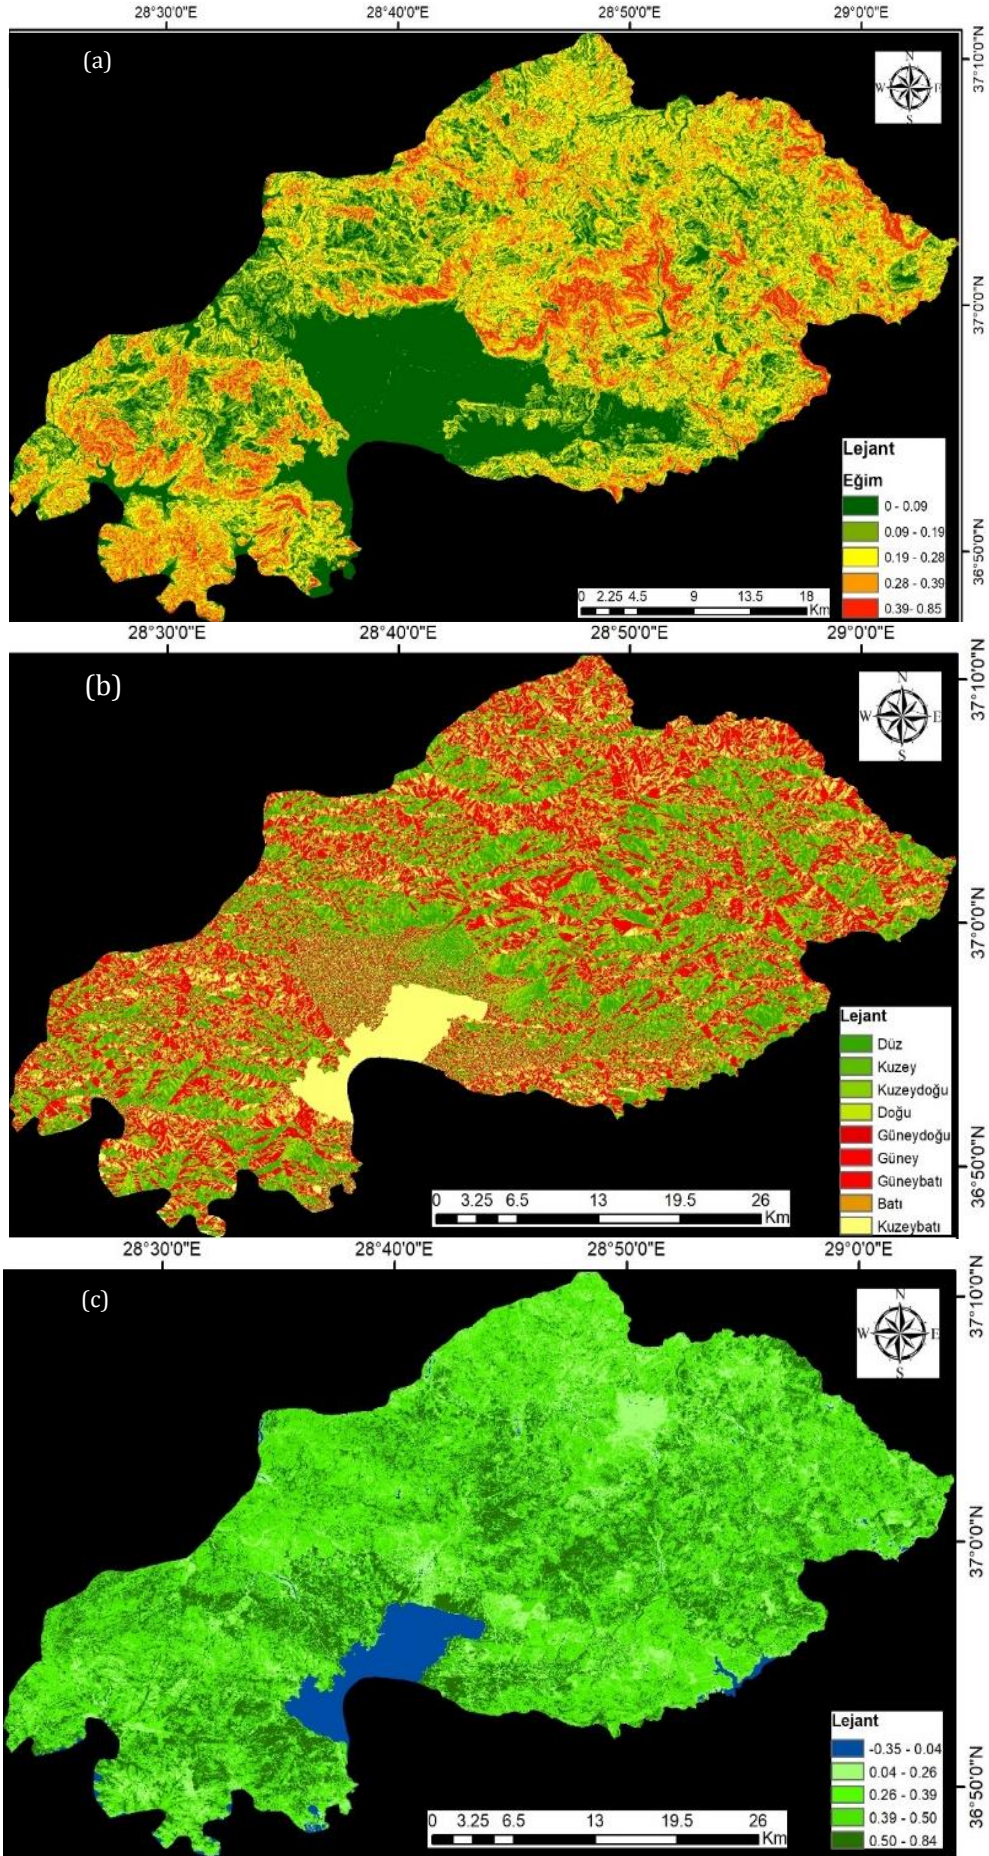 28°30'0"E 28°40'0"E 28°50'0"E 29°0'0"E
(a)
N
W E
S
37°10'0"N
37°0'0"N
36°50'0"N
Lejant
Eğim
0 - 0.09
0.09 - 0.19
0.19 - 0.28
0.28 - 0.39
0.39- 0.85
0 2.25 4.5 9 13.5 18
Km
28°30'0"E 28°40'0"E 28°50'0"E 29°0'0"E
(b)
N
W E
S
37°10'0"N
37°0'0"N
36°50'0"N
Lejant
Düz
Kuzey
Kuzeydoğu
Doğu
Güneydoğu
Güney
Güneybatı
Batı
Kuzeybatı
0 3.25 6.5 13 19.5 26
Km
28°30'0"E 28°40'0"E 28°50'0"E 29°0'0"E
(c)
N
W E
S
37°10'0"N
37°0'0"N
36°50'0"N
Lejant
-0.35 - 0.04
0.04 - 0.26
0.26 - 0.39
0.39 - 0.50
0.50 - 0.84
0 3.25 6.5 13 19.5 26
Km